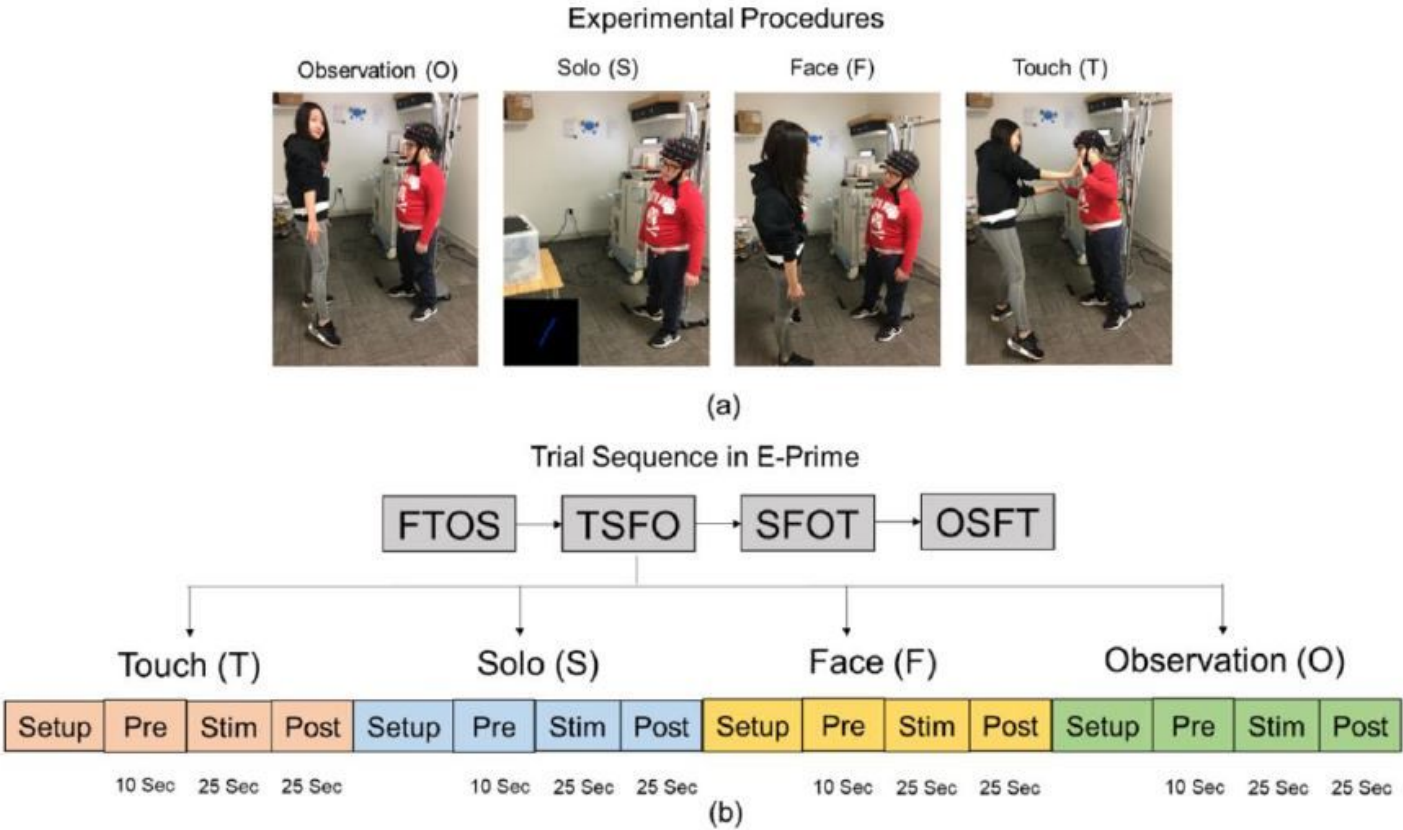 Experimental Procedures
Observation (O) Solo (S) Face (F) Touch (T)
(a)
Trial Sequence in E-Prime
FTOS TSFO SFOT OSFT
Touch (T) Solo (S) Face (F) Observation (O)
Setup Pre Stim Post Setup Pre Stim Post Setup Pre Stim Post Setup Pre Stim Post
10 Sec 25 Sec 25 Sec 10 Sec 25 Sec 25 Sec 10 Sec 25 Sec 25 Sec 10 Sec 25 Sec 25 Sec
(b)